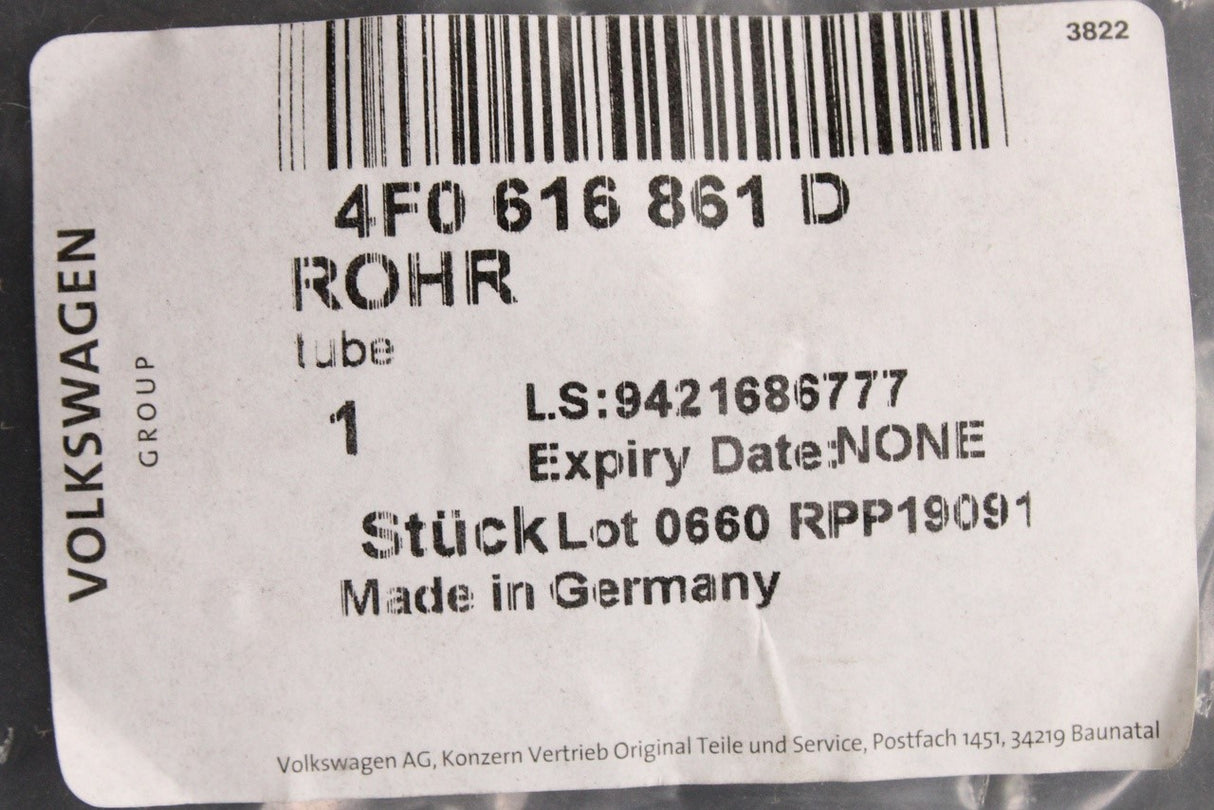 3822
4F0 616 861 D
ROHR
tube
1
LS:9421686777
Expiry Date:NONE
Stück Lot 0660 RPP19091
Made in Germany
VOLKSWAGEN
GROUP
Volkswagen AG, Konzern Vertrieb Original Teile und Service, Postfach 1451, 34219 Baunatal